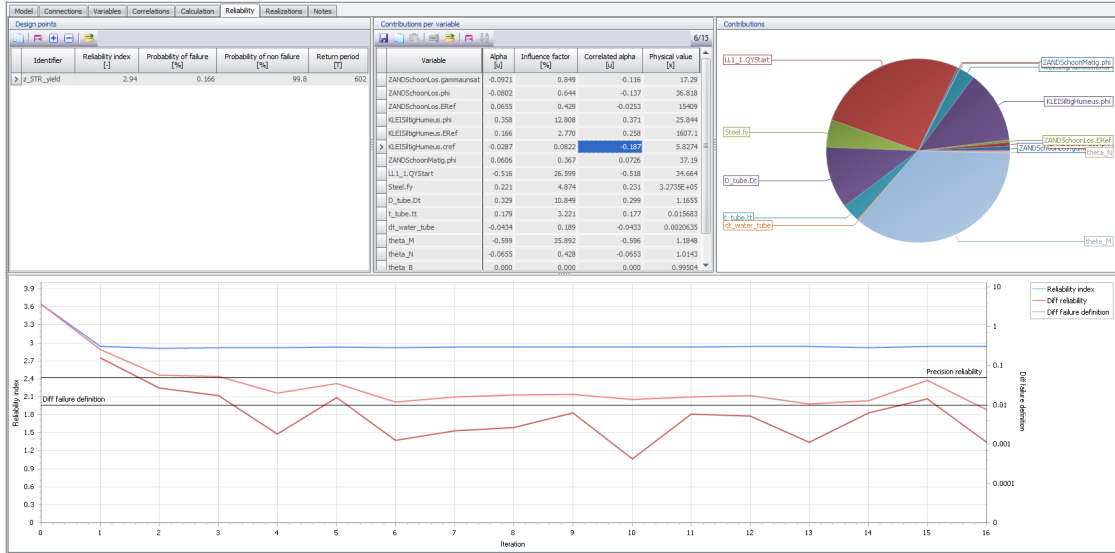 Model Connections Variables Correlations Calculation Reliability Realizations Notes
Design points
Identifier Reliability index [-] Probability of failure [%] Probability of non failure [%] Return period [T]
z_STR_yield 2.94 0.166 99.8 602
Contributions per variable
6/15
Variable Alpha [u] Influence factor [%] Correlated alpha [u] Physical value [x]
ZANDSchoonLos.gammaunsat -0.0921 0.849 -0.116 17.29
ZANDSchoonLos.phi -0.0802 0.644 -0.137 36.818
ZANDSchoonLos.ERef 0.0655 0.429 -0.0253 15409
KLEISiltigHumeus.phi 0.358 12.808 0.371 25.844
KLEISiltigHumeus.ERef 0.166 2.770 0.258 1607.1
KLEISiltigHumeus.cref -0.0287 0.0822 -0.187 5.8274
ZANDSchoonMatig.phi 0.0606 0.367 0.0726 37.19
LL1_1.QYStart -0.516 26.599 -0.518 34.664
Steel.fy 0.221 4.874 0.231 3.2735E+05
D_tube.Dt 0.329 10.849 0.299 1.1655
t_tube.tt 0.179 3.221 0.177 0.015683
dt_water_tube -0.0434 0.189 -0.0433 0.0020635
theta_M -0.599 35.892 -0.596 1.1848
theta_N -0.0655 0.428 -0.0653 1.0143
theta_B 0.000 0.000 0.000 0.99504
Contributions
LL1_1.QYStart
ZANDSchoonMatig.phi
KLEISiltigHumeus.phi
Steel.fy
ZANDSchoonLos.ERef
theta_N
D_tube.Dt
t_tube.tt
dt_water_tube
theta_M
3.9
3.6
3.3
3
2.7
2.4
2.1
1.8
1.5
1.2
0.9
0.6
0.3
0
Reliability index
Precision reliability
Diff failure definition
10
1
0.1
0.01
0.001
0.0001
0
Diff failure definition
0 1 2 3 4 5 6 7 8 9 10 11 12 13 14 15 16
Iteration
Reliability index
Diff reliability
Diff failure definition